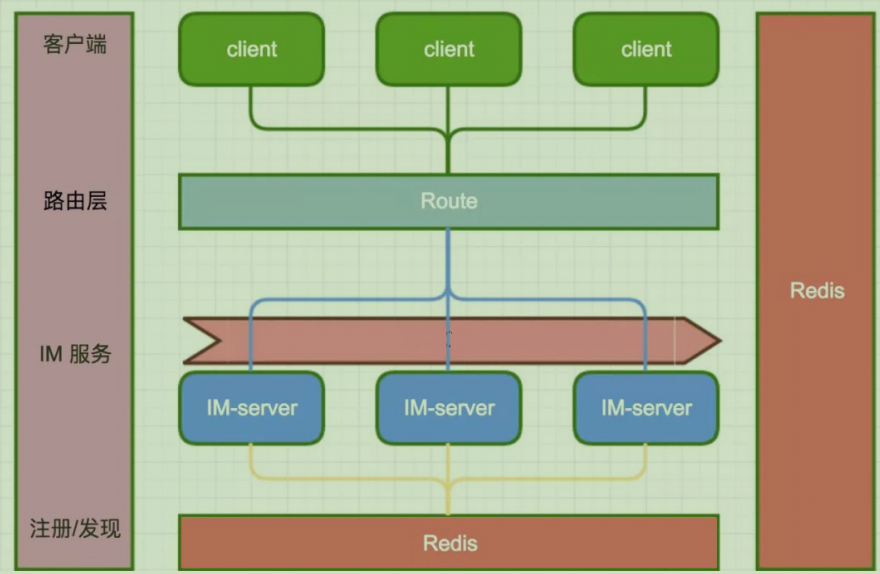 客户端
client
client
client
路由层
Route
Redis
IM 服务
IM-server
IM-server
IM-server
注册/发现
Redis